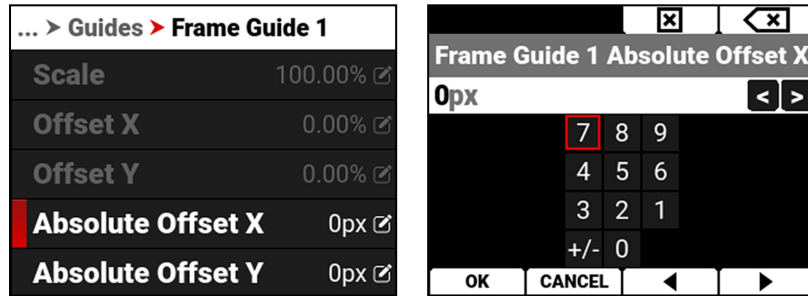 ... > Guides > Frame Guide 1
Scale 100.00%
Offset X 0.00%
Offset Y 0.00%
Absolute Offset X 0px
Absolute Offset Y 0px
Frame Guide 1 Absolute Offset X
0px < >
7 8 9
4 5 6
3 2 1
+/- 0
OK CANCEL